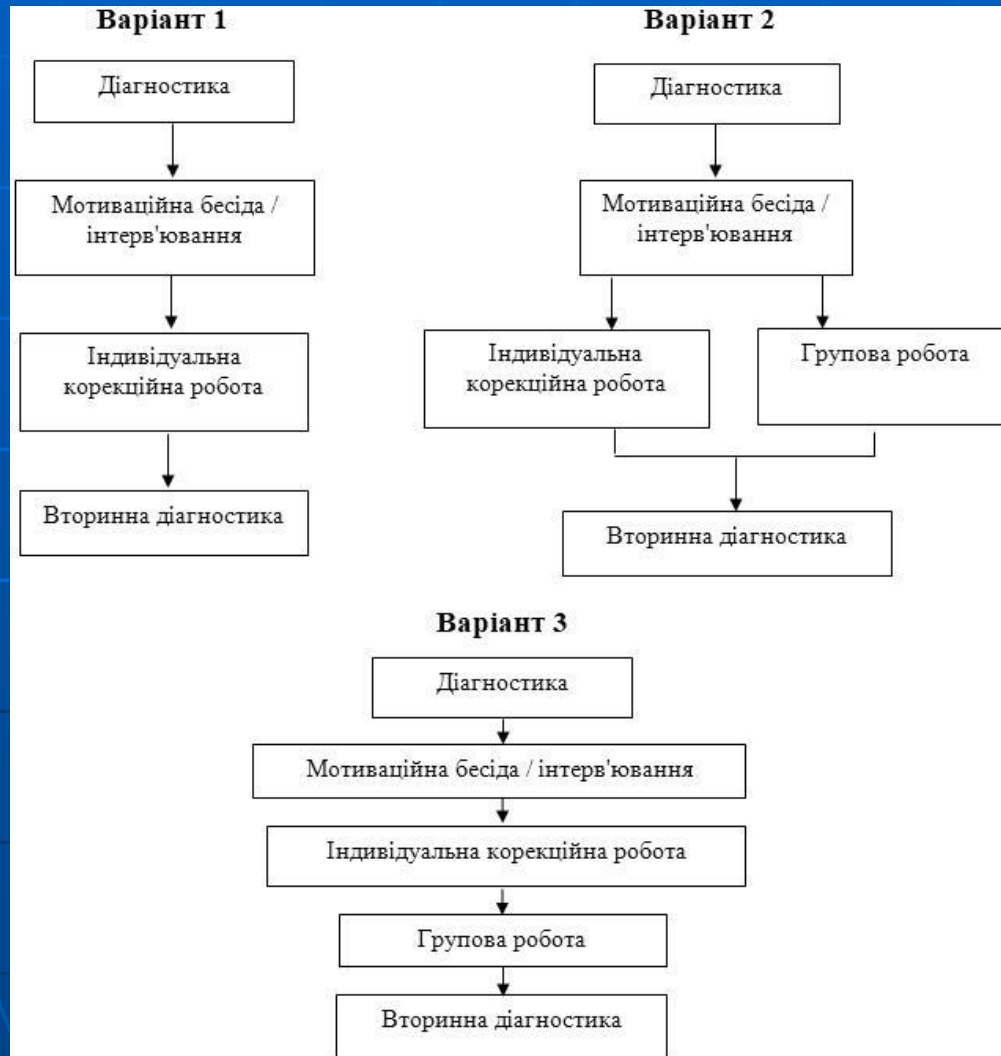 Варіант 1
Діагностика
Мотиваційна бесіда /
інтерв'ювання
Індивідуальна
корекційна робота
Вторинна діагностика
Варіант 2
Діагностика
Мотиваційна бесіда /
інтерв'ювання
Індивідуальна
корекційна робота
Групова робота
Вторинна діагностика
Варіант 3
Діагностика
Мотиваційна бесіда / інтерв'ювання
Індивідуальна корекційна робота
Групова робота
Вторинна діагностика